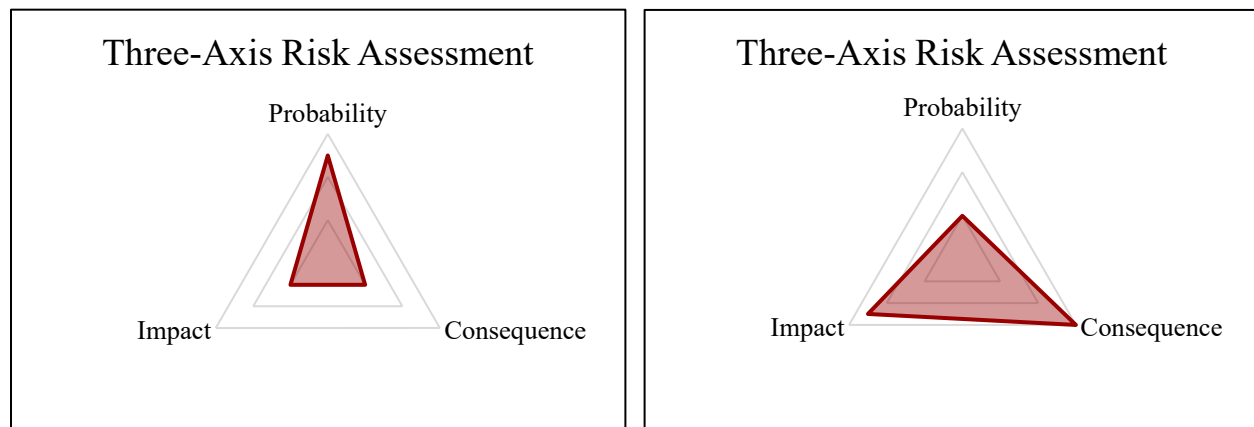 Three-Axis Risk Assessment
Probability
Impact
Consequence
Three-Axis Risk Assessment
Probability
Impact
Consequence